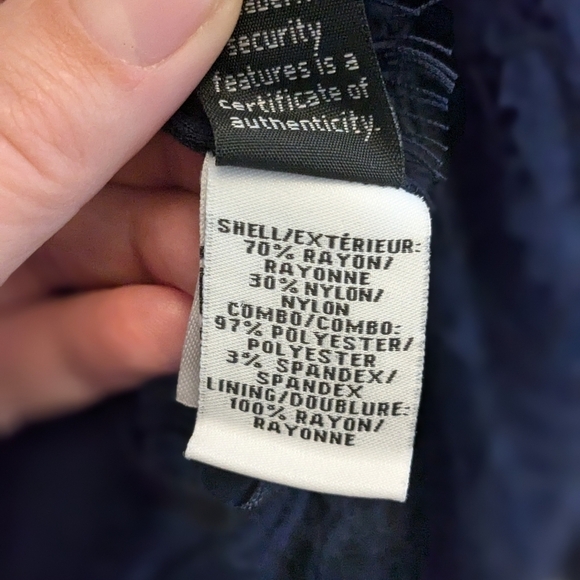 security
features is a
certificate of
authenticity.
SHELL/EXTÉRIEUR:
70% RAYON/
RAYONNE
30% NYLON/
NYLON
COMBO/COMBO:
97% POLYESTER/
POLYESTER
3% SPANDEX/
SPANDEX
LINING/DOUBLURE:
100% RAYON/
RAYONNE